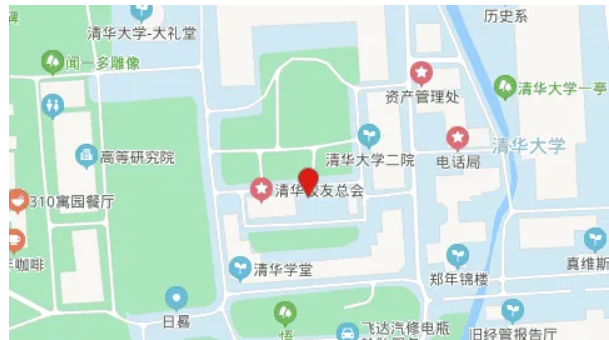 碑
历史系
清华大学-大礼堂
闻一多雕像
清华大学一亭
资产管理处
清华大学
高等研究院
清华大学二院
电话局
清华校友总会
310寓园餐厅
清华学堂
咖啡
真维斯
郑年锦楼
日晷
飞达汽修电瓶
悟
旧经管报告厅